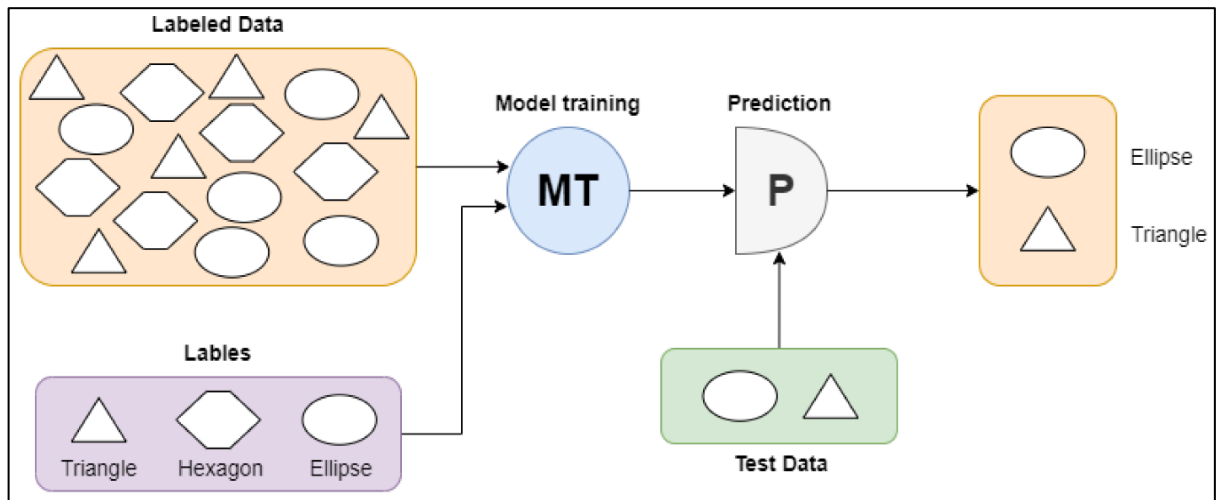 Labeled Data
Model training
Prediction
MT
P
Ellipse
Triangle
Lables
Triangle Hexagon Ellipse
Test Data